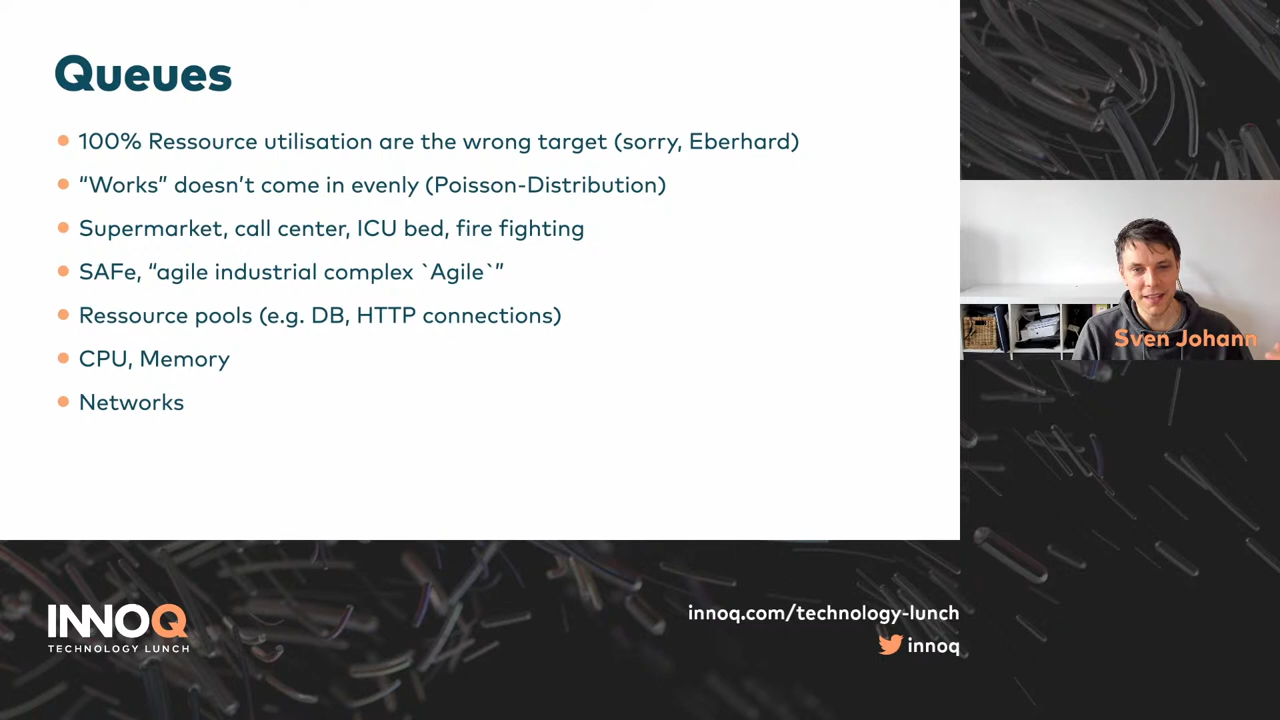 Queues
100% Ressource utilisation are the wrong target (sorry, Eberhard)
“Works” doesn’t come in evenly (Poisson-Distribution)
Supermarket, call center, ICU bed, fire fighting
SAFe, “agile industrial complex `Agile`”
Ressource pools (e.g. DB, HTTP connections)
CPU, Memory
Networks
Sven Johann
INNOQ
TECHNOLOGY LUNCH
innoq.com/technology-lunch
innoq